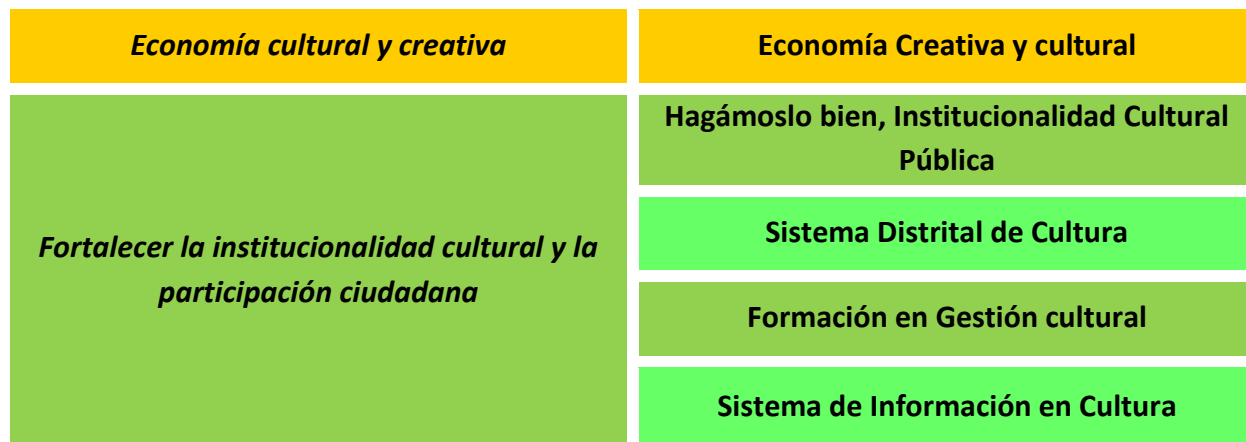 Economía cultural y creativa
Economía Creativa y cultural
Fortalecer la institucionalidad cultural y la
participación ciudadana
Hagámoslo bien, Institucionalidad Cultural
Pública
Sistema Distrital de Cultura
Formación en Gestión cultural
Sistema de Información en Cultura